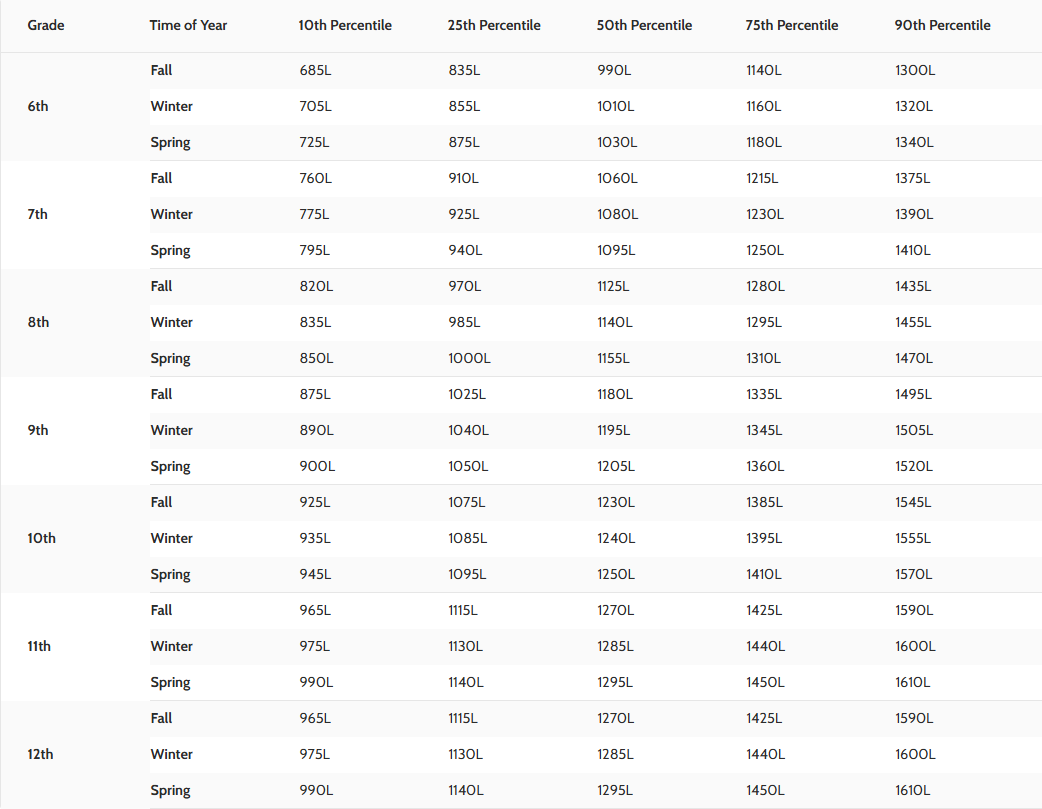 Grade Time of Year 10th Percentile 25th Percentile 50th Percentile 75th Percentile 90th Percentile
Fall 685L 835L 990L 1140L 1300L
6th Winter 705L 855L 1010L 1160L 1320L
Spring 725L 875L 1030L 1180L 1340L
Fall 760L 910L 1060L 1215L 1375L
7th Winter 775L 925L 1080L 1230L 1390L
Spring 795L 940L 1095L 1250L 1410L
Fall 820L 970L 1125L 1280L 1435L
8th Winter 835L 985L 1140L 1295L 1455L
Spring 850L 1000L 1155L 1310L 1470L
Fall 875L 1025L 1180L 1335L 1495L
9th Winter 890L 1040L 1195L 1345L 1505L
Spring 900L 1050L 1205L 1360L 1520L
Fall 925L 1075L 1230L 1385L 1545L
10th Winter 935L 1085L 1240L 1395L 1555L
Spring 945L 1095L 1250L 1410L 1570L
Fall 965L 1115L 1270L 1425L 1590L
11th Winter 975L 1130L 1285L 1440L 1600L
Spring 990L 1140L 1295L 1450L 1610L
Fall 965L 1115L 1270L 1425L 1590L
12th Winter 975L 1130L 1285L 1440L 1600L
Spring 990L 1140L 1295L 1450L 1610L